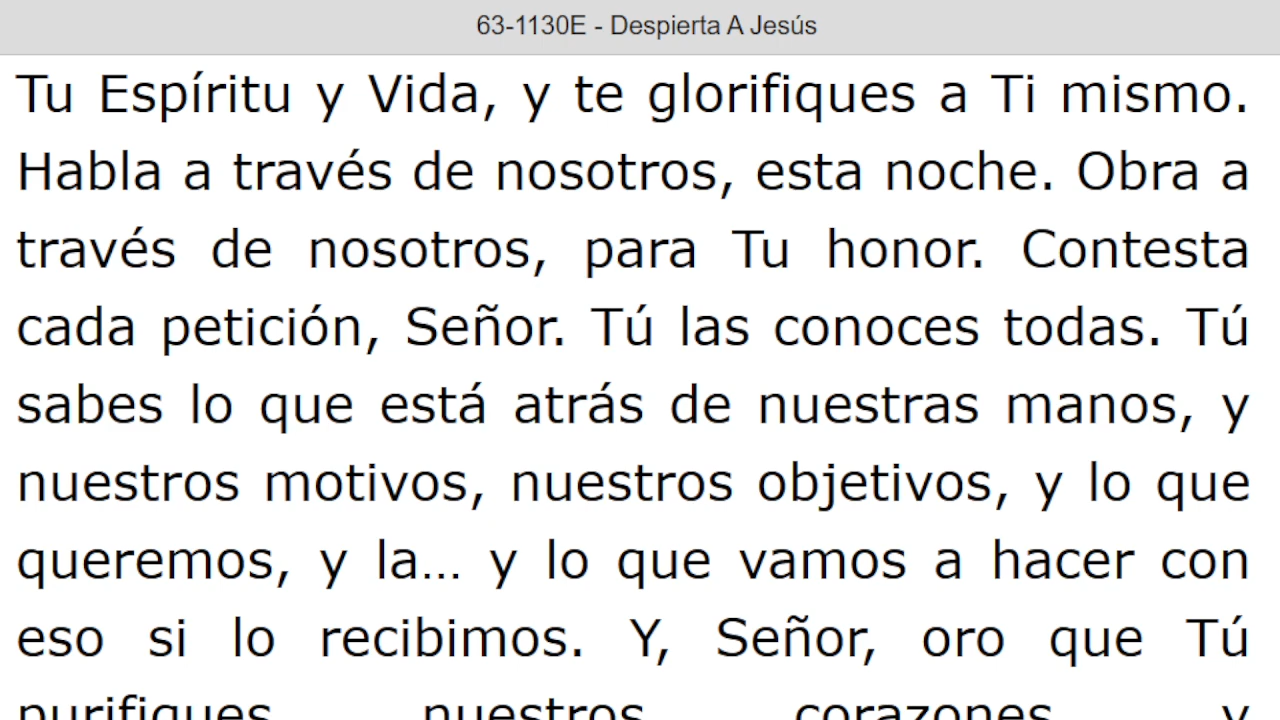 63-1130E - Despierta A Jesús
Tu Espíritu y Vida, y te glorifiques a Ti mismo.
Habla a través de nosotros, esta noche. Obra a
través de nosotros, para Tu honor. Contesta
cada petición, Señor. Tú las conoces todas. Tú
sabes lo que está atrás de nuestras manos, y
nuestros motivos, nuestros objetivos, y lo que
queremos, y la... y lo que vamos a hacer con
eso si lo recibimos. Y, Señor, oro que Tú
purifiques nuestros corazones y